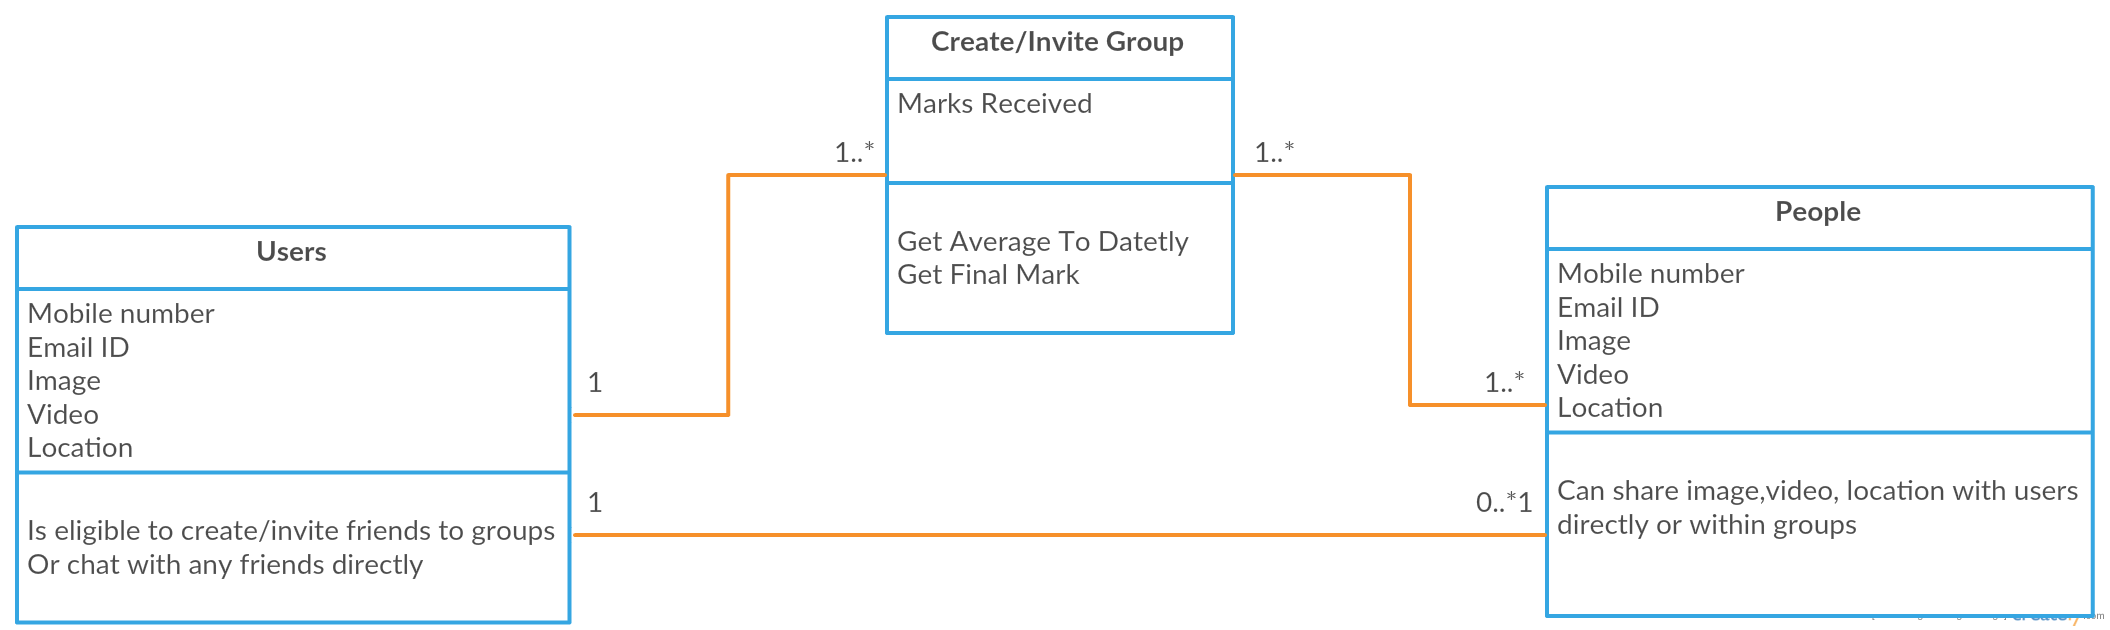 Create/Invite Group
Marks Received
1..*
1..*
Get Average To Datetly
Get Final Mark
Users
Mobile number
Email ID
Image
Video
Location
1
Is eligible to create/invite friends to groups
Or chat with any friends directly
1
People
Mobile number
Email ID
Image
Video
Location
1..*
Can share image,video, location with users
directly or within groups
0..*1